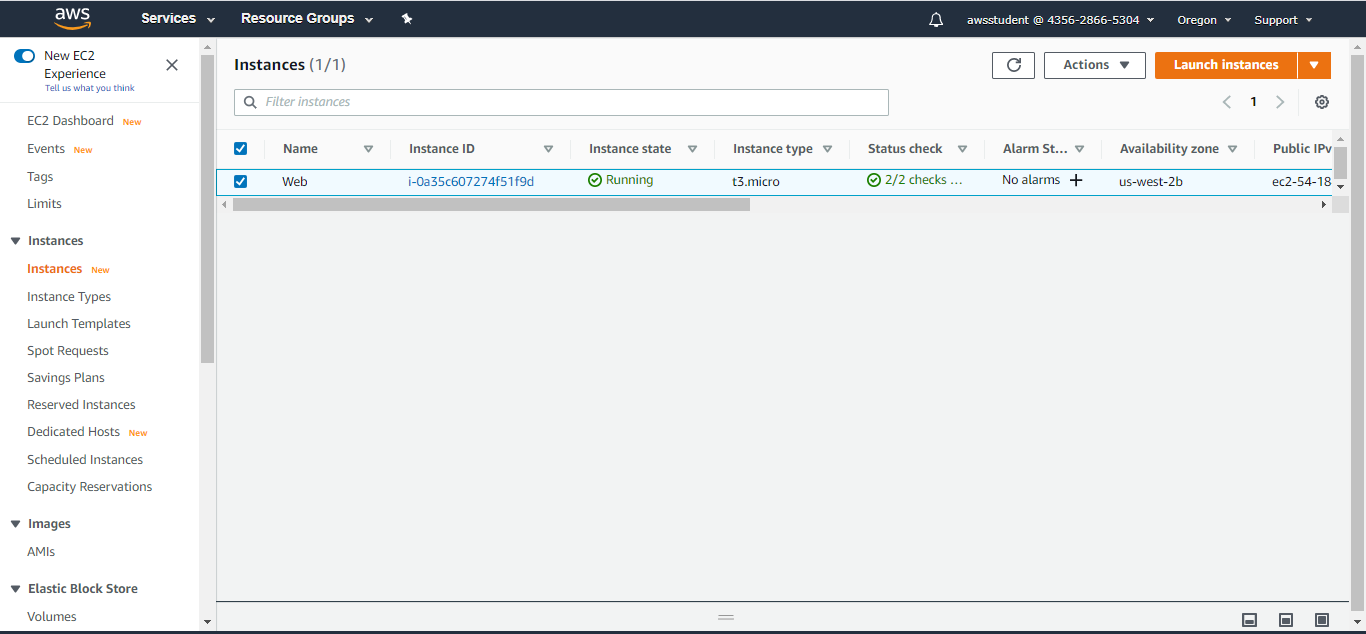 aws Services Resource Groups awsstudent @ 4356-2866-5304 Oregon Support
New EC2
Experience
Tell us what you think
EC2 Dashboard New
Events New
Tags
Limits
Instances
Instances New
Instance Types
Launch Templates
Spot Requests
Savings Plans
Reserved Instances
Dedicated Hosts New
Scheduled Instances
Capacity Reservations
Images
AMIs
Elastic Block Store
Volumes
Instances (1/1) Actions Launch instances
Filter instances 1
Name Instance ID Instance state Instance type Status check Alarm St... Availability zone Public IPv
Web i-0a35c607274f51f9d Running t3.micro 2/2 checks ... No alarms + us-west-2b ec2-54-18